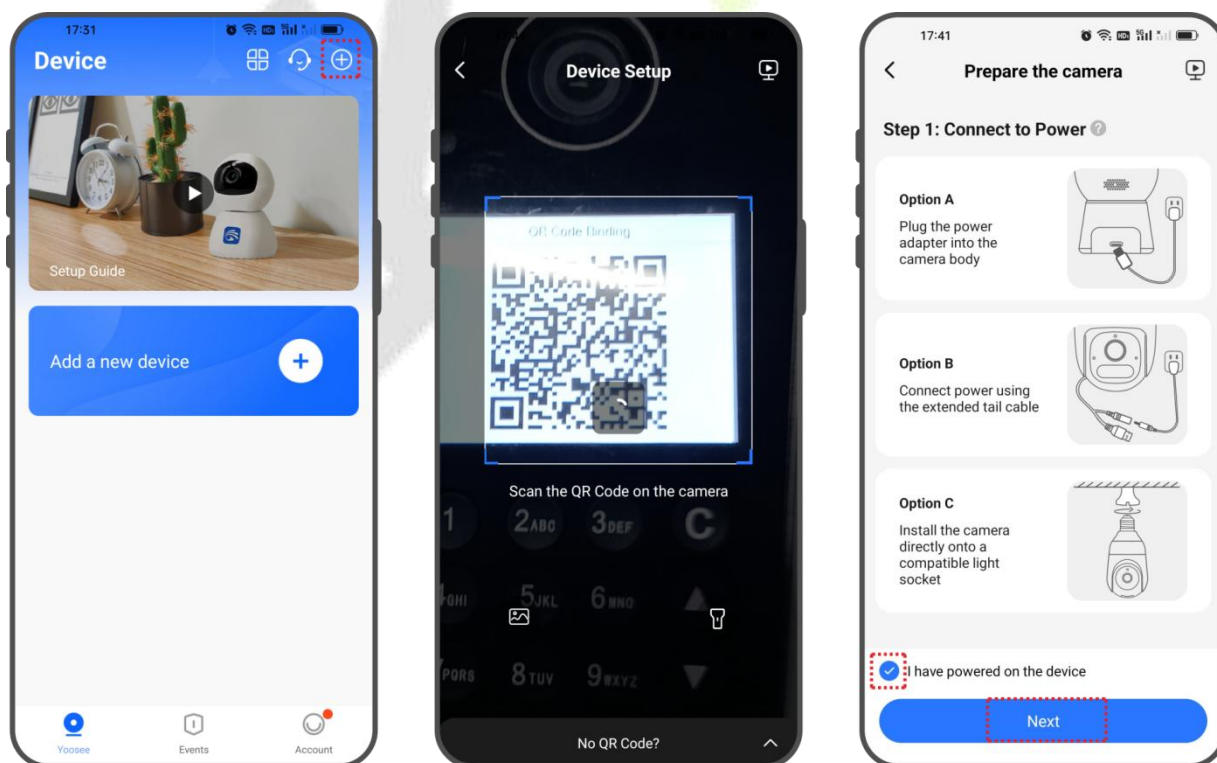 17:31
Device
Setup Guide
Add a new device
Yoosee
Events
Account
Device Setup
QR Code Binding
Scan the QR Code on the camera
1
2ABC
3DEF
C
GHI
5JKL
6MNO
PQRS
8TUV
9WXYZ
No QR Code?
17:41
Prepare the camera
Step 1: Connect to Power
Option A
Plug the power
adapter into the
camera body
Option B
Connect power using
the extended tail cable
Option C
Install the camera
directly onto a
compatible light
socket
I have powered on the device
Next